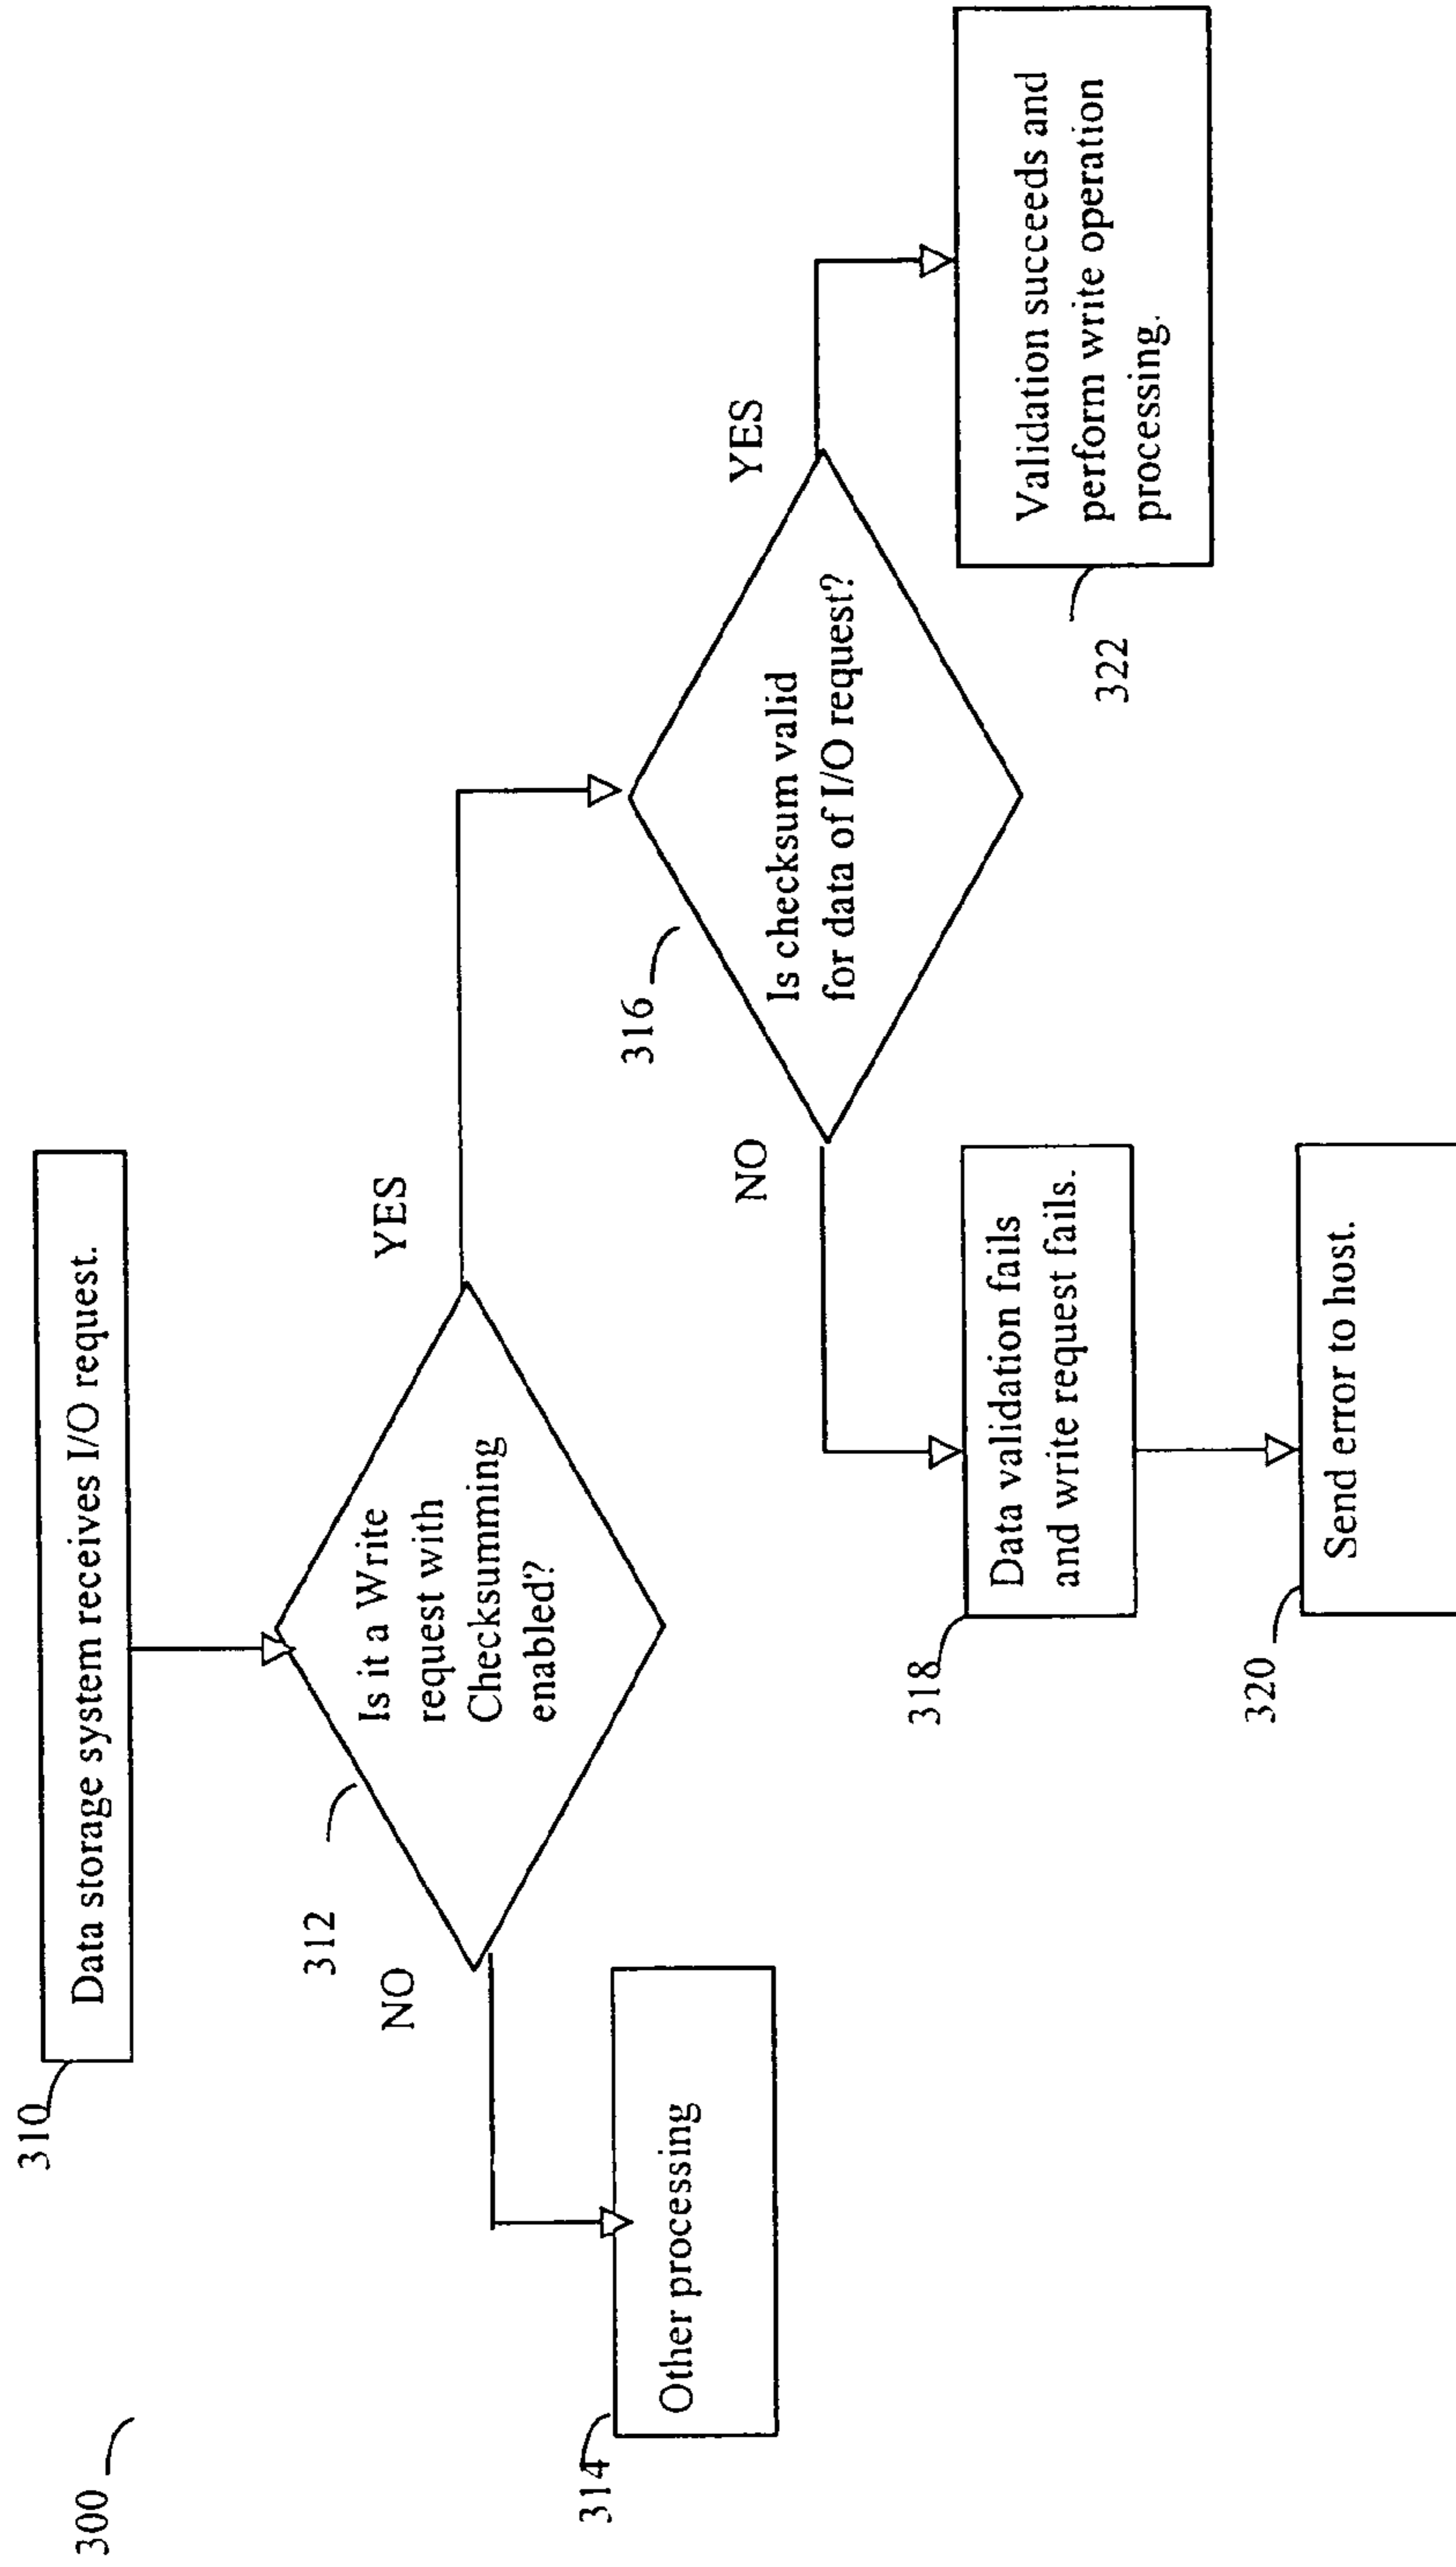 300
310
Data storage system receives I/O request.
312
Is it a Write
request with
Checksumming
enabled?
NO
YES
314
Other processing
316
Is checksum valid
for data of I/O request?
NO
YES
318
Data validation fails
and write request fails.
320
Send error to host.
322
Validation succeeds and
perform write operation
processing.